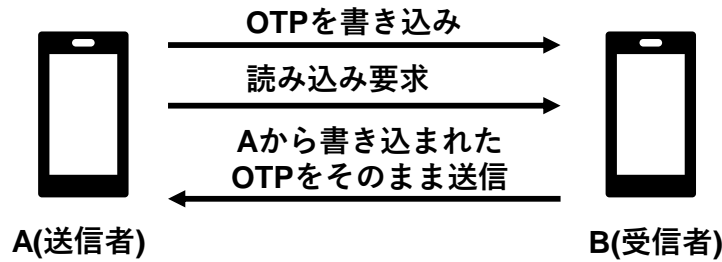 OTPを書き込み
読み込み要求
Aから書き込まれた
OTPをそのまま送信
A(送信者)
B(受信者)